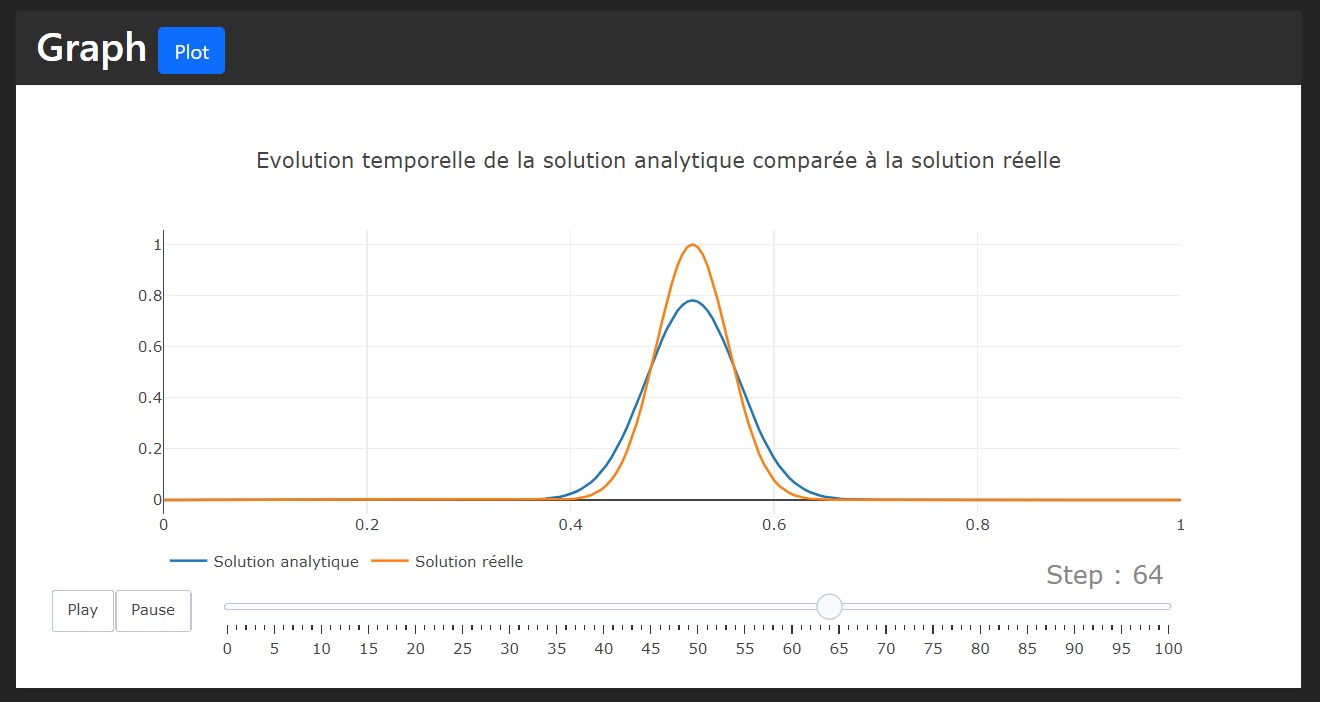 Graph Plot
Evolution temporelle de la solution analytique comparée à la solution réelle
1
0.8
0.6
0.4
0.2
0
0 0.2 0.4 0.6 0.8 1
Solution analytique Solution réelle
Step : 64
Play Pause
0 5 10 15 20 25 30 35 40 45 50 55 60 65 70 75 80 85 90 95 100